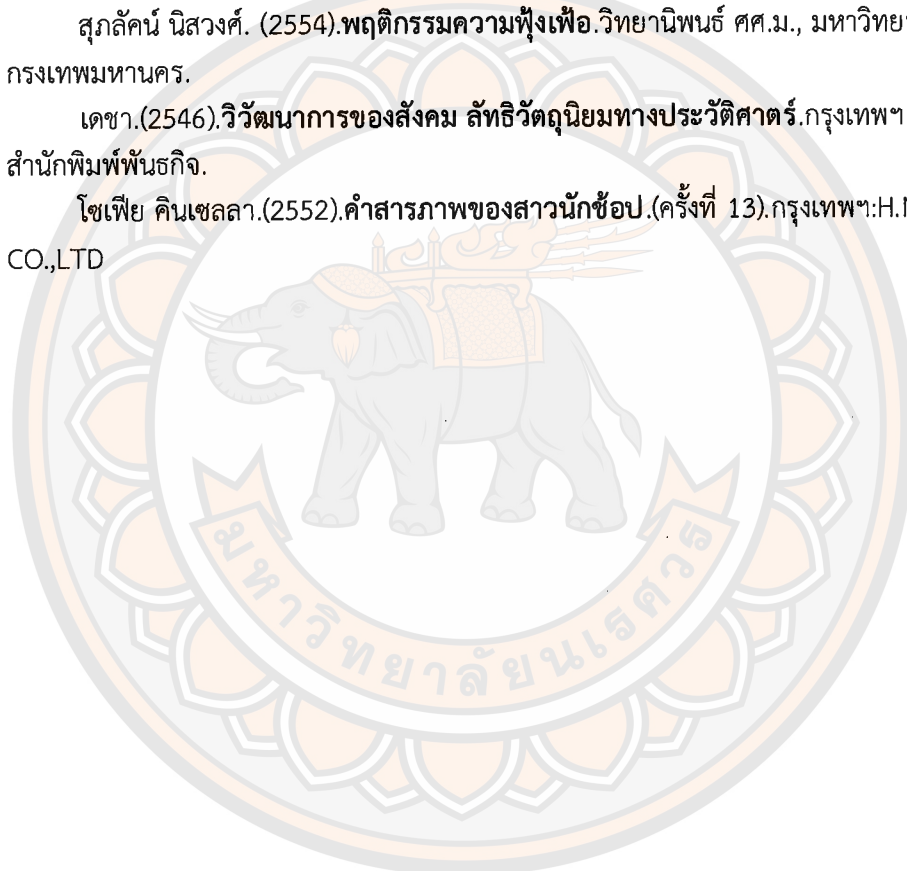 สุภลัคน์ นิสวงศ์. (2554).พฤติกรรมความฟุ้งเฟ้อ.วิทยานิพนธ์ ศศ.ม.,
กรุงเทพมหานคร.
เดชา.(2546).วิวัฒนาการของสังคม ลัทธิวัตถุนิยมทางประวัติศาตร์.กรุงเทพฯ
สำนักพิมพ์พันธกิจ.
โซเฟีย คินเซลลา.(2552).คำสารภาพของสาวนักช้อป.(ครั้งที่ 13).กรุงเทพฯ:
CO.,LTD
มหาวิทยาลัยนเรศวร